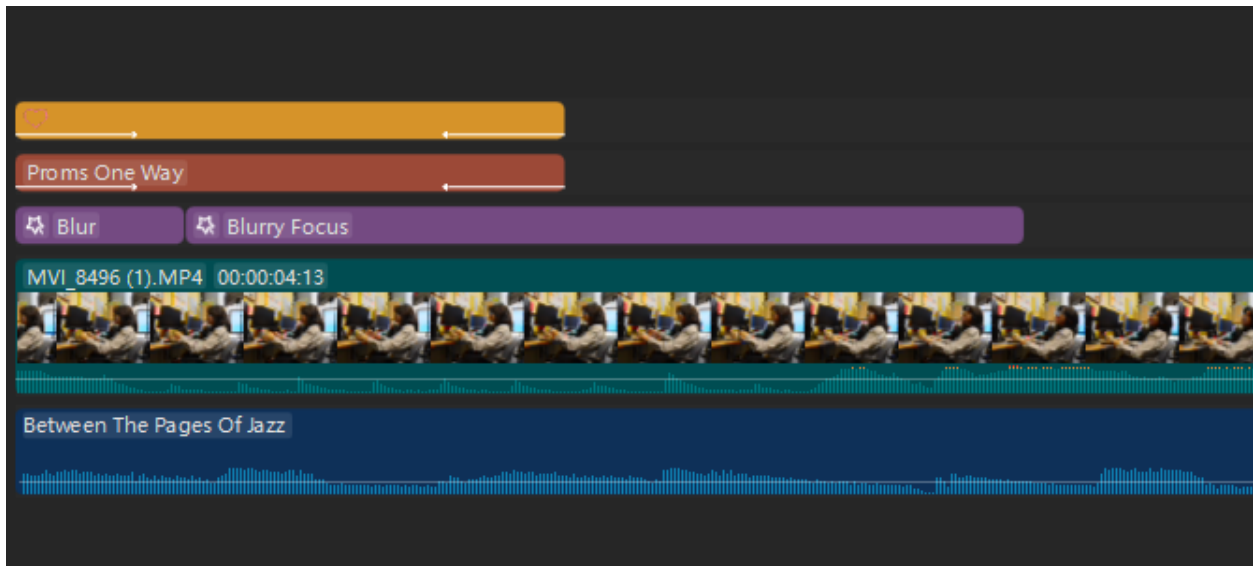 Proms One Way
Blur
Blurry Focus
MVI_8496 (1).MP4 00:00:04:13
Between The Pages Of Jazz